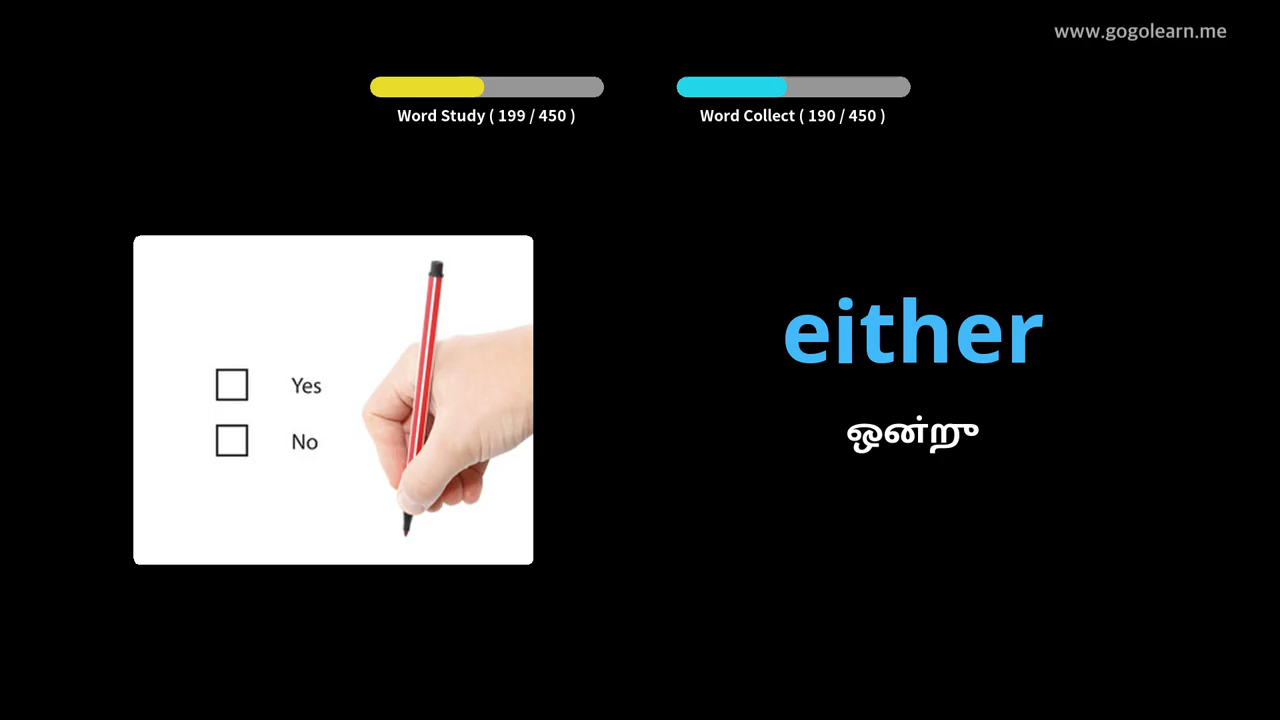 www.gogolearn.me
Word Study ( 199 / 450 )
Word Collect ( 190 / 450 )
Yes
No
either
ஒன்று